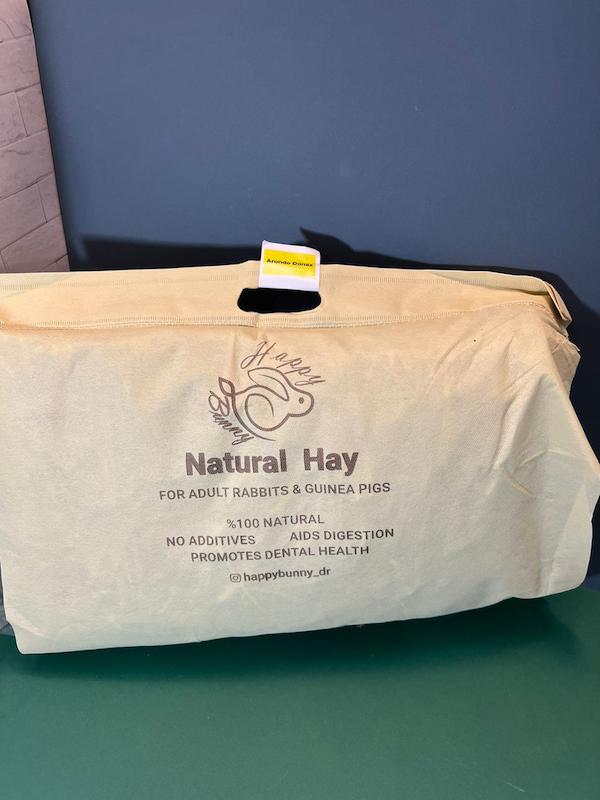 Arondo Domex
Happy
Bunny
Natural Hay
FOR ADULT RABBITS & GUINEA PIGS
%100 NATURAL
NO ADDITIVES AIDS DIGESTION
PROMOTES DENTAL HEALTH
happybunny_dr